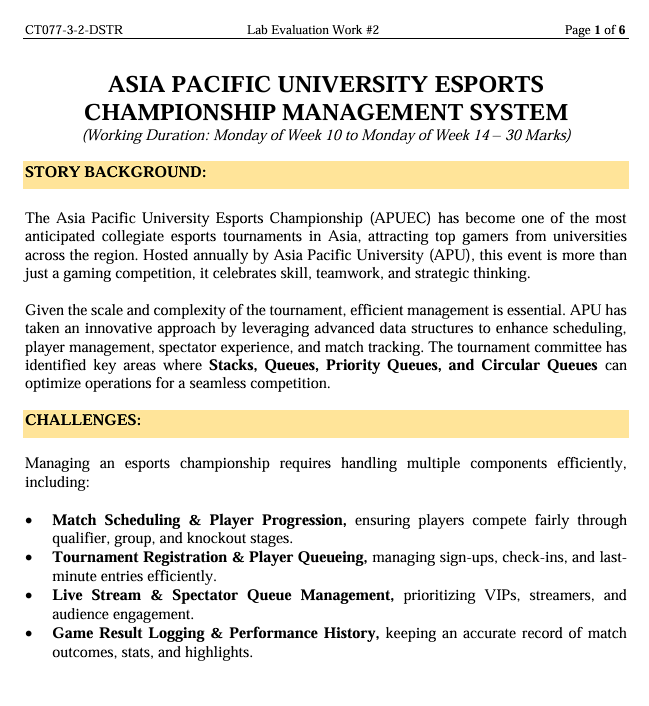 CT077-3-2-DSTR Lab Evaluation Work #2 Page 1 of 6
ASIA PACIFIC UNIVERSITY ESPORTS
CHAMPIONSHIP MANAGEMENT SYSTEM
(Working Duration: Monday of Week 10 to Monday of Week 14 – 30 Marks)
STORY BACKGROUND:
The Asia Pacific University Esports Championship (APUEC) has become one of the most
anticipated collegiate esports tournaments in Asia, attracting top gamers from universities
across the region. Hosted annually by Asia Pacific University (APU), this event is more than
just a gaming competition, it celebrates skill, teamwork, and strategic thinking.
Given the scale and complexity of the tournament, efficient management is essential. APU has
taken an innovative approach by leveraging advanced data structures to enhance scheduling,
player management, spectator experience, and match tracking. The tournament committee has
identified key areas where Stacks, Queues, Priority Queues, and Circular Queues can
optimize operations for a seamless competition.
CHALLENGES:
Managing an esports championship requires handling multiple components efficiently,
including:
• Match Scheduling & Player Progression, ensuring players compete fairly through
qualifier, group, and knockout stages.
• Tournament Registration & Player Queueing, managing sign-ups, check-ins, and last-
minute entries efficiently.
• Live Stream & Spectator Queue Management, prioritizing VIPs, streamers, and
audience engagement.
• Game Result Logging & Performance History, keeping an accurate record of match
outcomes, stats, and highlights.